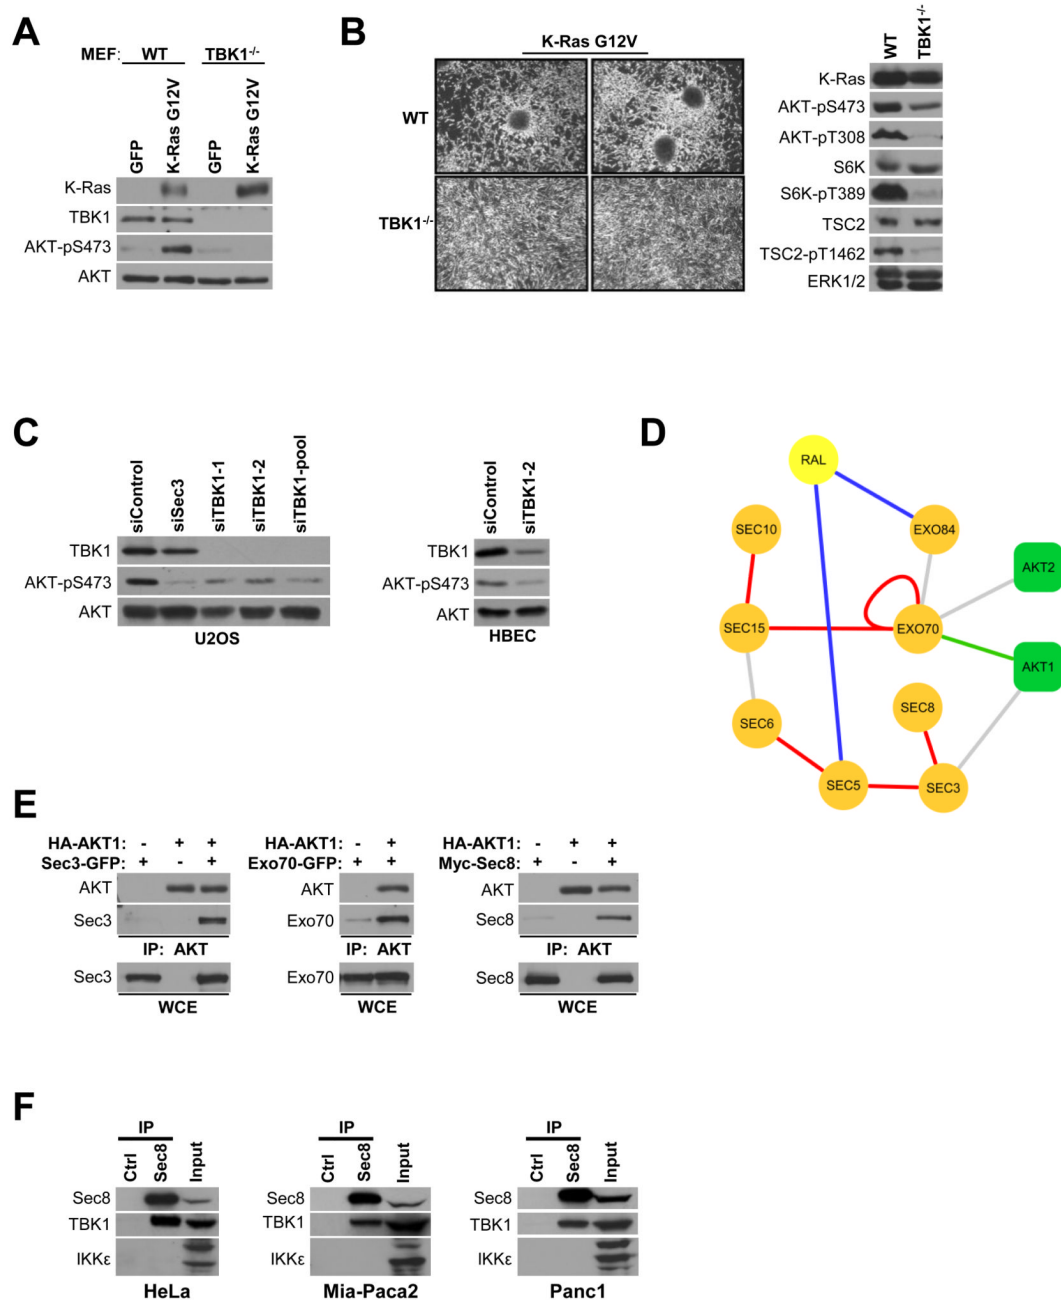 A
MEF: WT TBK1-/-
GFP
K-Ras G12V
GFP
K-Ras G12V
K-Ras
TBK1
AKT-pS473
AKT
B
K-Ras G12V
WT
TBK1-/-
WT
TBK1-/-
K-Ras
AKT-pS473
AKT-pT308
S6K
S6K-pT389
TSC2
TSC2-pT1462
ERK1/2
C
siControl
siSec3
siTBK1-1
siTBK1-2
siTBK1-pool
TBK1
AKT-pS473
AKT
U2OS
siControl
siTBK1-2
TBK1
AKT-pS473
AKT
HBEC
D
RAL
SEC10
EXO84
AKT2
SEC15
EXO70
AKT1
SEC8
SEC6
SEC5
SEC3
E
HA-AKT1: - + +
Sec3-GFP: + - +
AKT
Sec3
IP: AKT
Sec3
WCE
HA-AKT1: - +
Exo70-GFP: + +
AKT
Exo70
IP: AKT
Exo70
WCE
HA-AKT1: - + +
Myc-Sec8: + - +
AKT
Sec8
IP: AKT
Sec8
WCE
F
IP
Ctrl
Sec8
Input
Sec8
TBK1
IKKε
HeLa
IP
Ctrl
Sec8
Input
Sec8
TBK1
IKKε
Mia-Paca2
IP
Ctrl
Sec8
Input
Sec8
TBK1
IKKε
Panc1